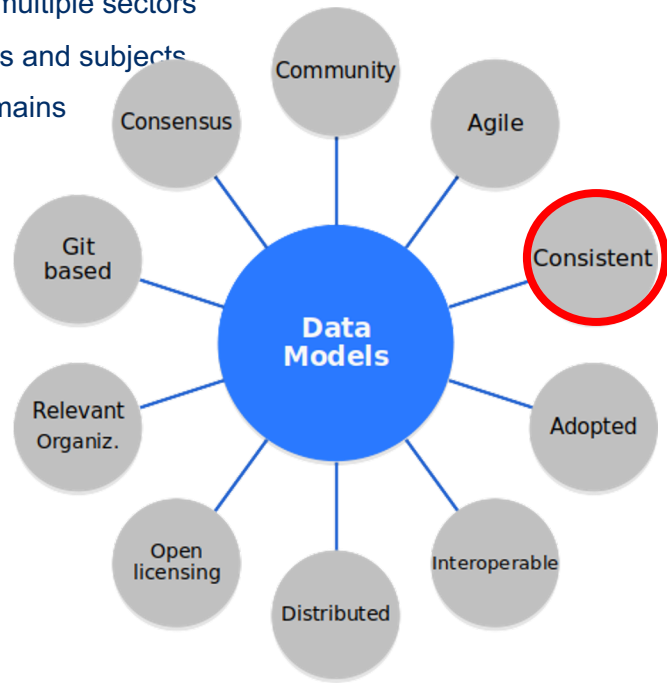 multiple sectors
s and subjects
mains
Community
Consensus
Agile
Git
based
Consistent
Data
Models
Relevant
Organiz.
Adopted
Open
licensing
Interoperable
Distributed